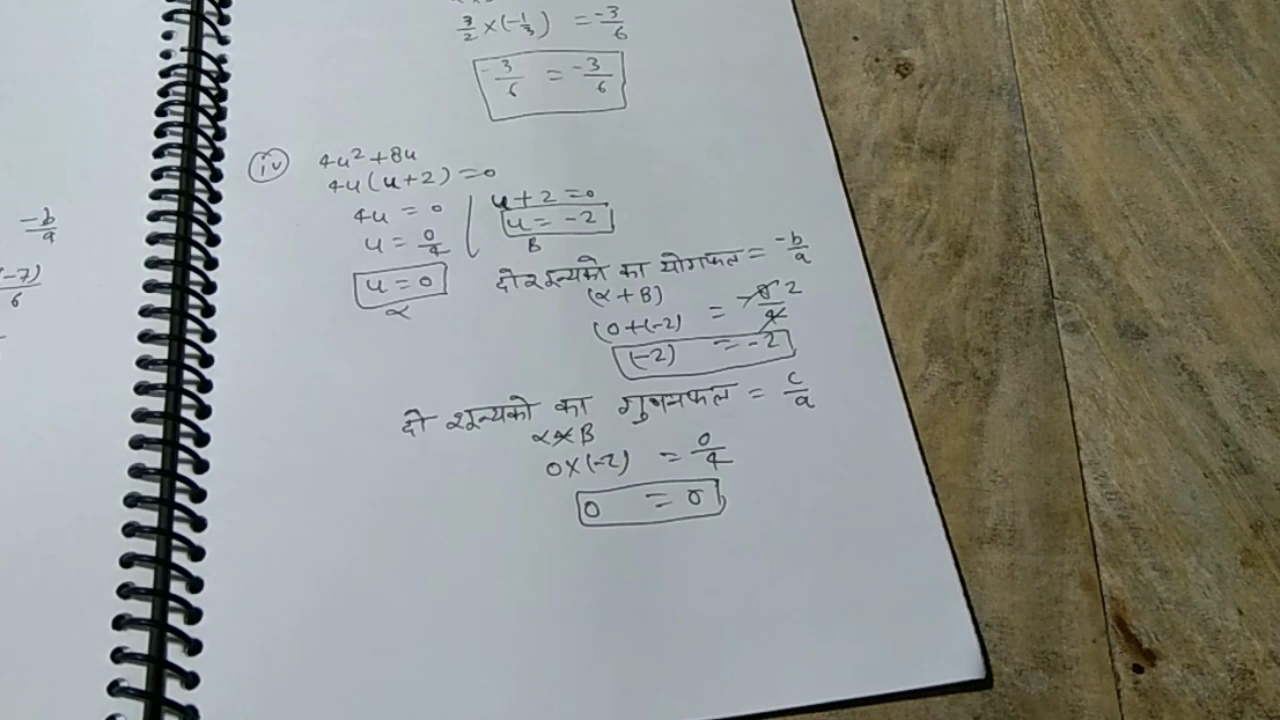 -b/a
(-7)/6
3/2 × (-1/3) = -3/6
-3/6 = -3/6
(iv) 4u² + 8u
4u(u+2) = 0
4u = 0 | u+2 = 0
u = 0/4 | u = -2
B
u = 0
α
दो शून्यको का योगफल = -b/a
(α + B)
(0+(-2) = -8/4 2
(-2) = -2
दो शून्यको का गुणनफल = c/a
α×B
0×(-2) = 0/4
0 = 0